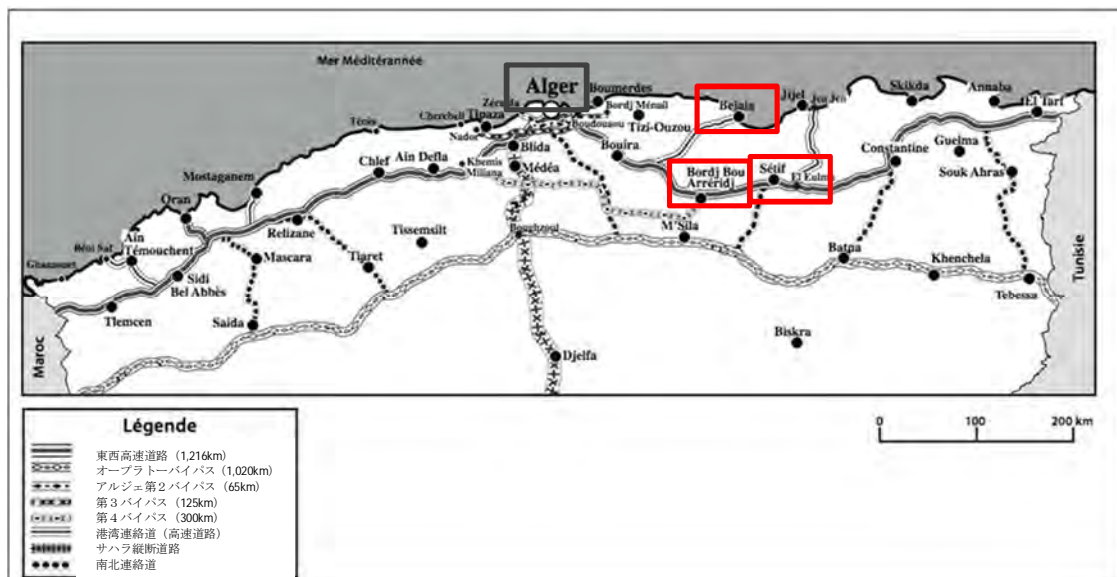 Mer Méditérannée
Alger
Zéralda
Boumerdes
Bordj Ménaïl
Cherchell
Tipaza
Nador
Boudouaou
Tizi-Ouzou
Bejaia
Jijel
Jen Jen
Skikda
Annaba
El Tarf
Ténès
Blida
Bouira
Constantine
Guelma
Chlef
Ain Defla
Khemis
Miliana
Médéa
Bordj Bou
Arréridj
Sétif
El Eulma
Souk Ahras
Mostaganem
Oran
Relizane
Tissemsilt
Boughzoul
M'Sila
Batna
Khenchela
Tebessa
Tunisie
Béni Saf
Ghazaouet
Ain
Témouchent
Mascara
Tiaret
Sidi
Bel Abbès
Tlemcen
Saida
Djelfa
Biskra
Maroc
Légende
東西高速道路（1,216km）
オープラトーバイパス（1,020km）
アルジェ第２バイパス（65km）
第３バイパス（125km）
第４バイパス（300km）
港湾連絡道（高速道路）
サハラ縦断道路
南北連絡道
0 100 200 km